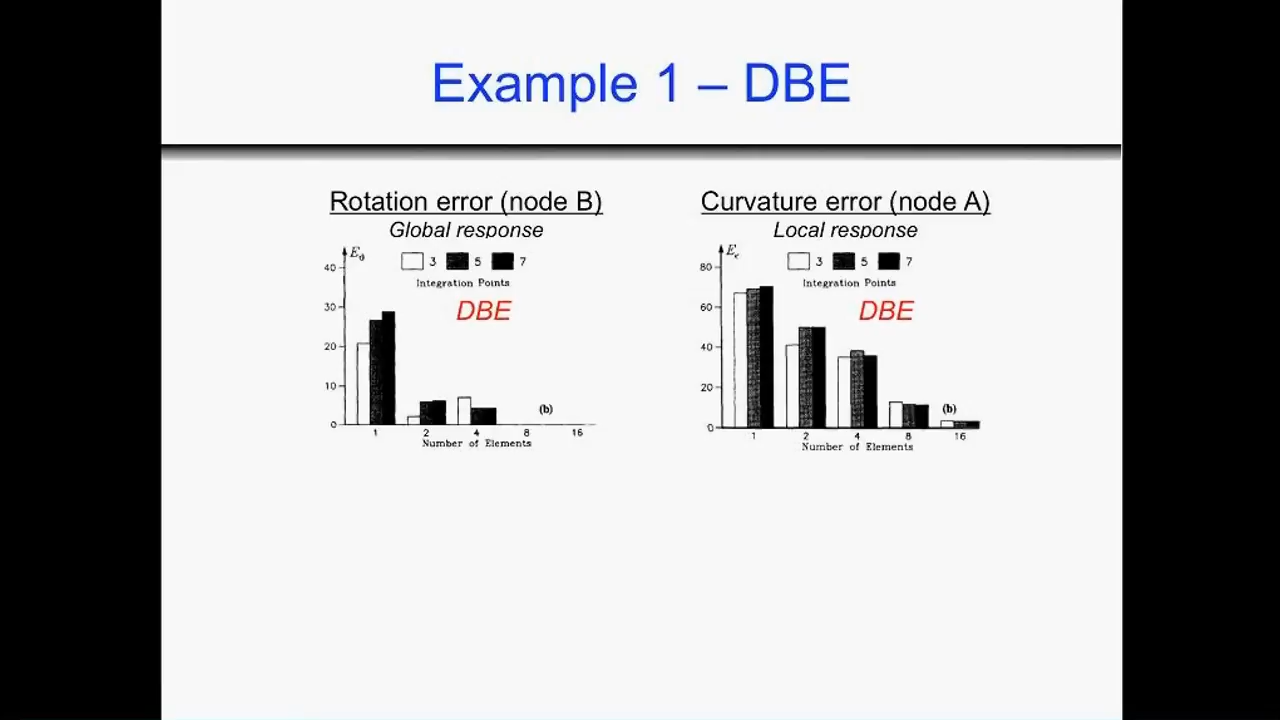 Example 1 – DBE
Rotation error (node B)
Global response
E
3 5 7
Integration Points
DBE
40
30
20
10
0
(b)
1 2 4 8 16
Number of Elements
Curvature error (node A)
Local response
E
3 5 7
Integration Points
DBE
80
60
40
20
0
(b)
1 2 4 8 16
Number of Elements